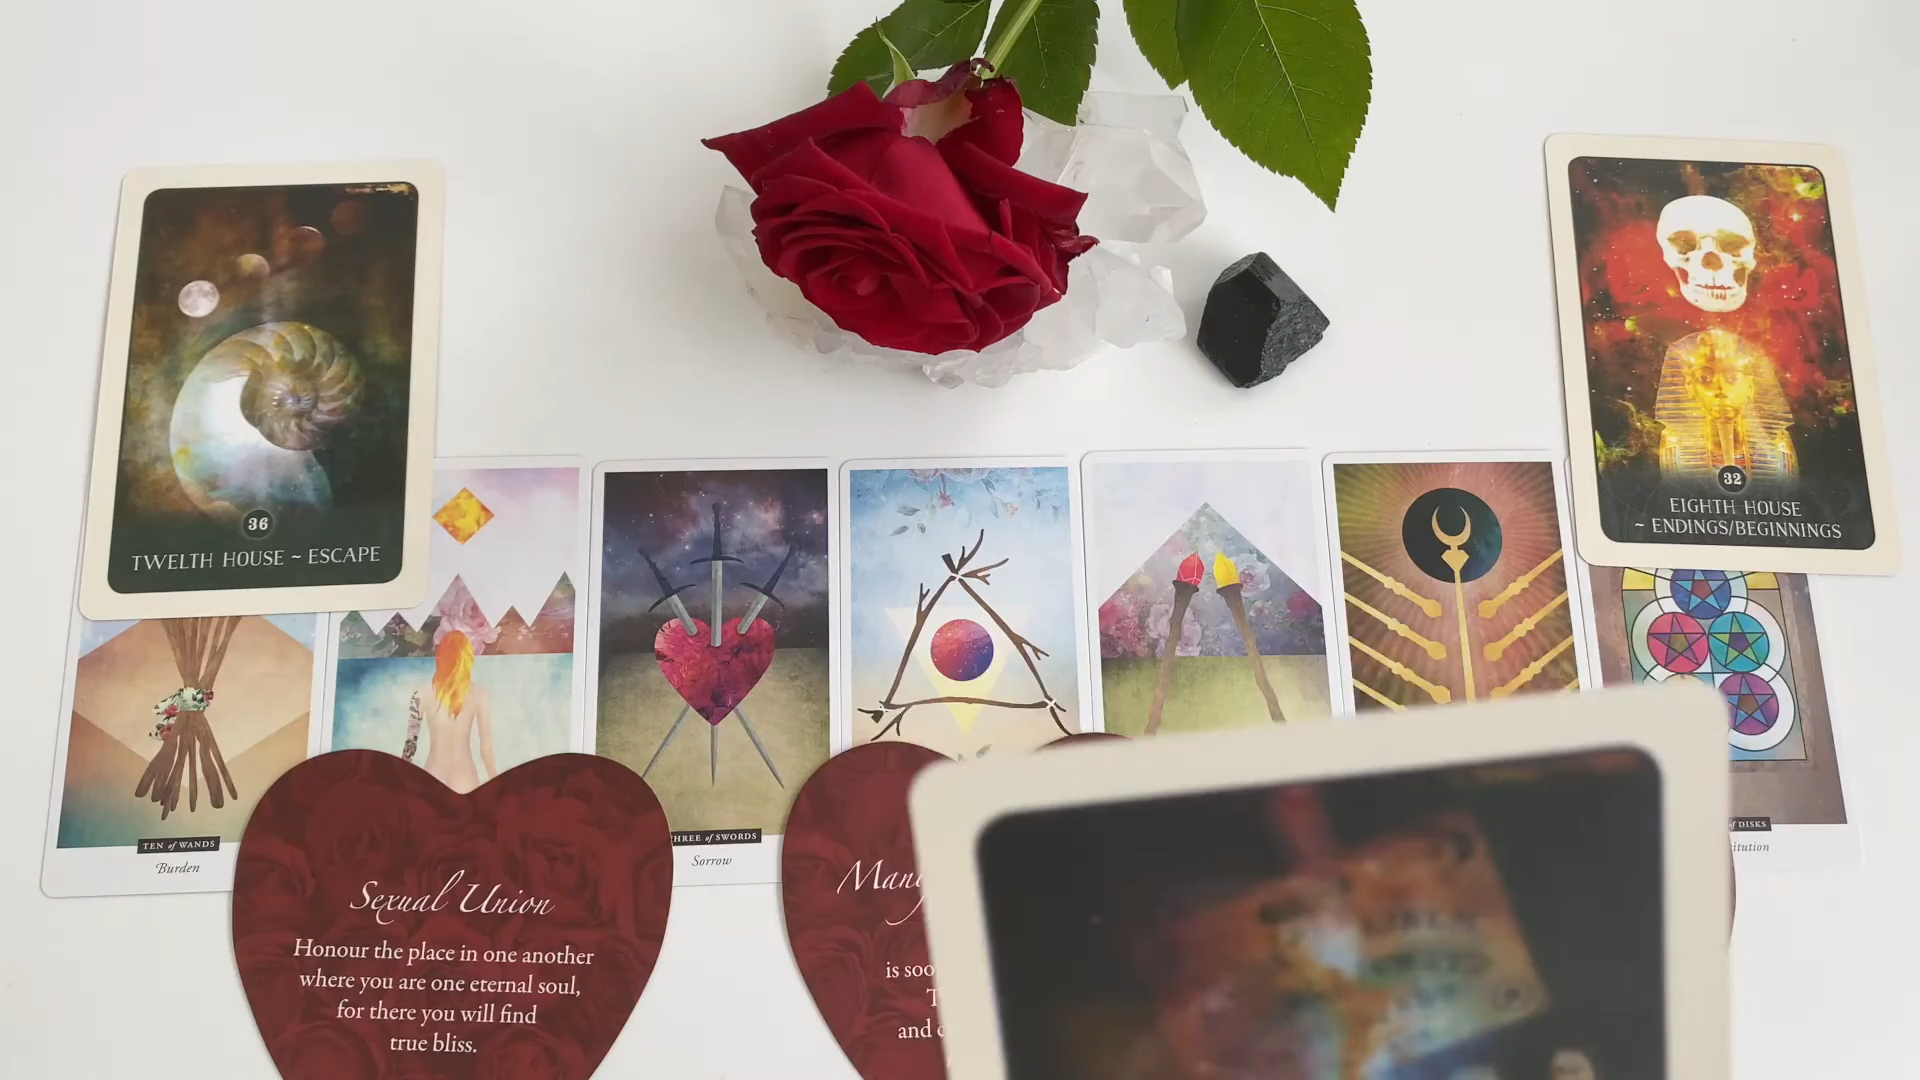 36
TWELTH HOUSE ~ ESCAPE
32
EIGHTH HOUSE
~ ENDINGS/BEGINNINGS
TEN of WANDS
Burden
THREE of SWORDS
Sorrow
of DISKS
Sexual Union
Honour the place in one another
where you are one eternal soul,
for there you will find
true bliss.
is
and